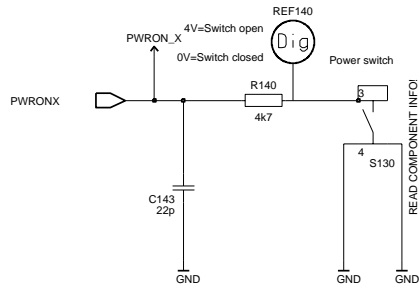 REF140
4V=Switch open
PWRON_X
Dig
0V=Switch closed
Power switch
R140
3
PWRONX
4k7
4
S130
READ COMPONENT INFO!
C143
22p
GND
GND
GND